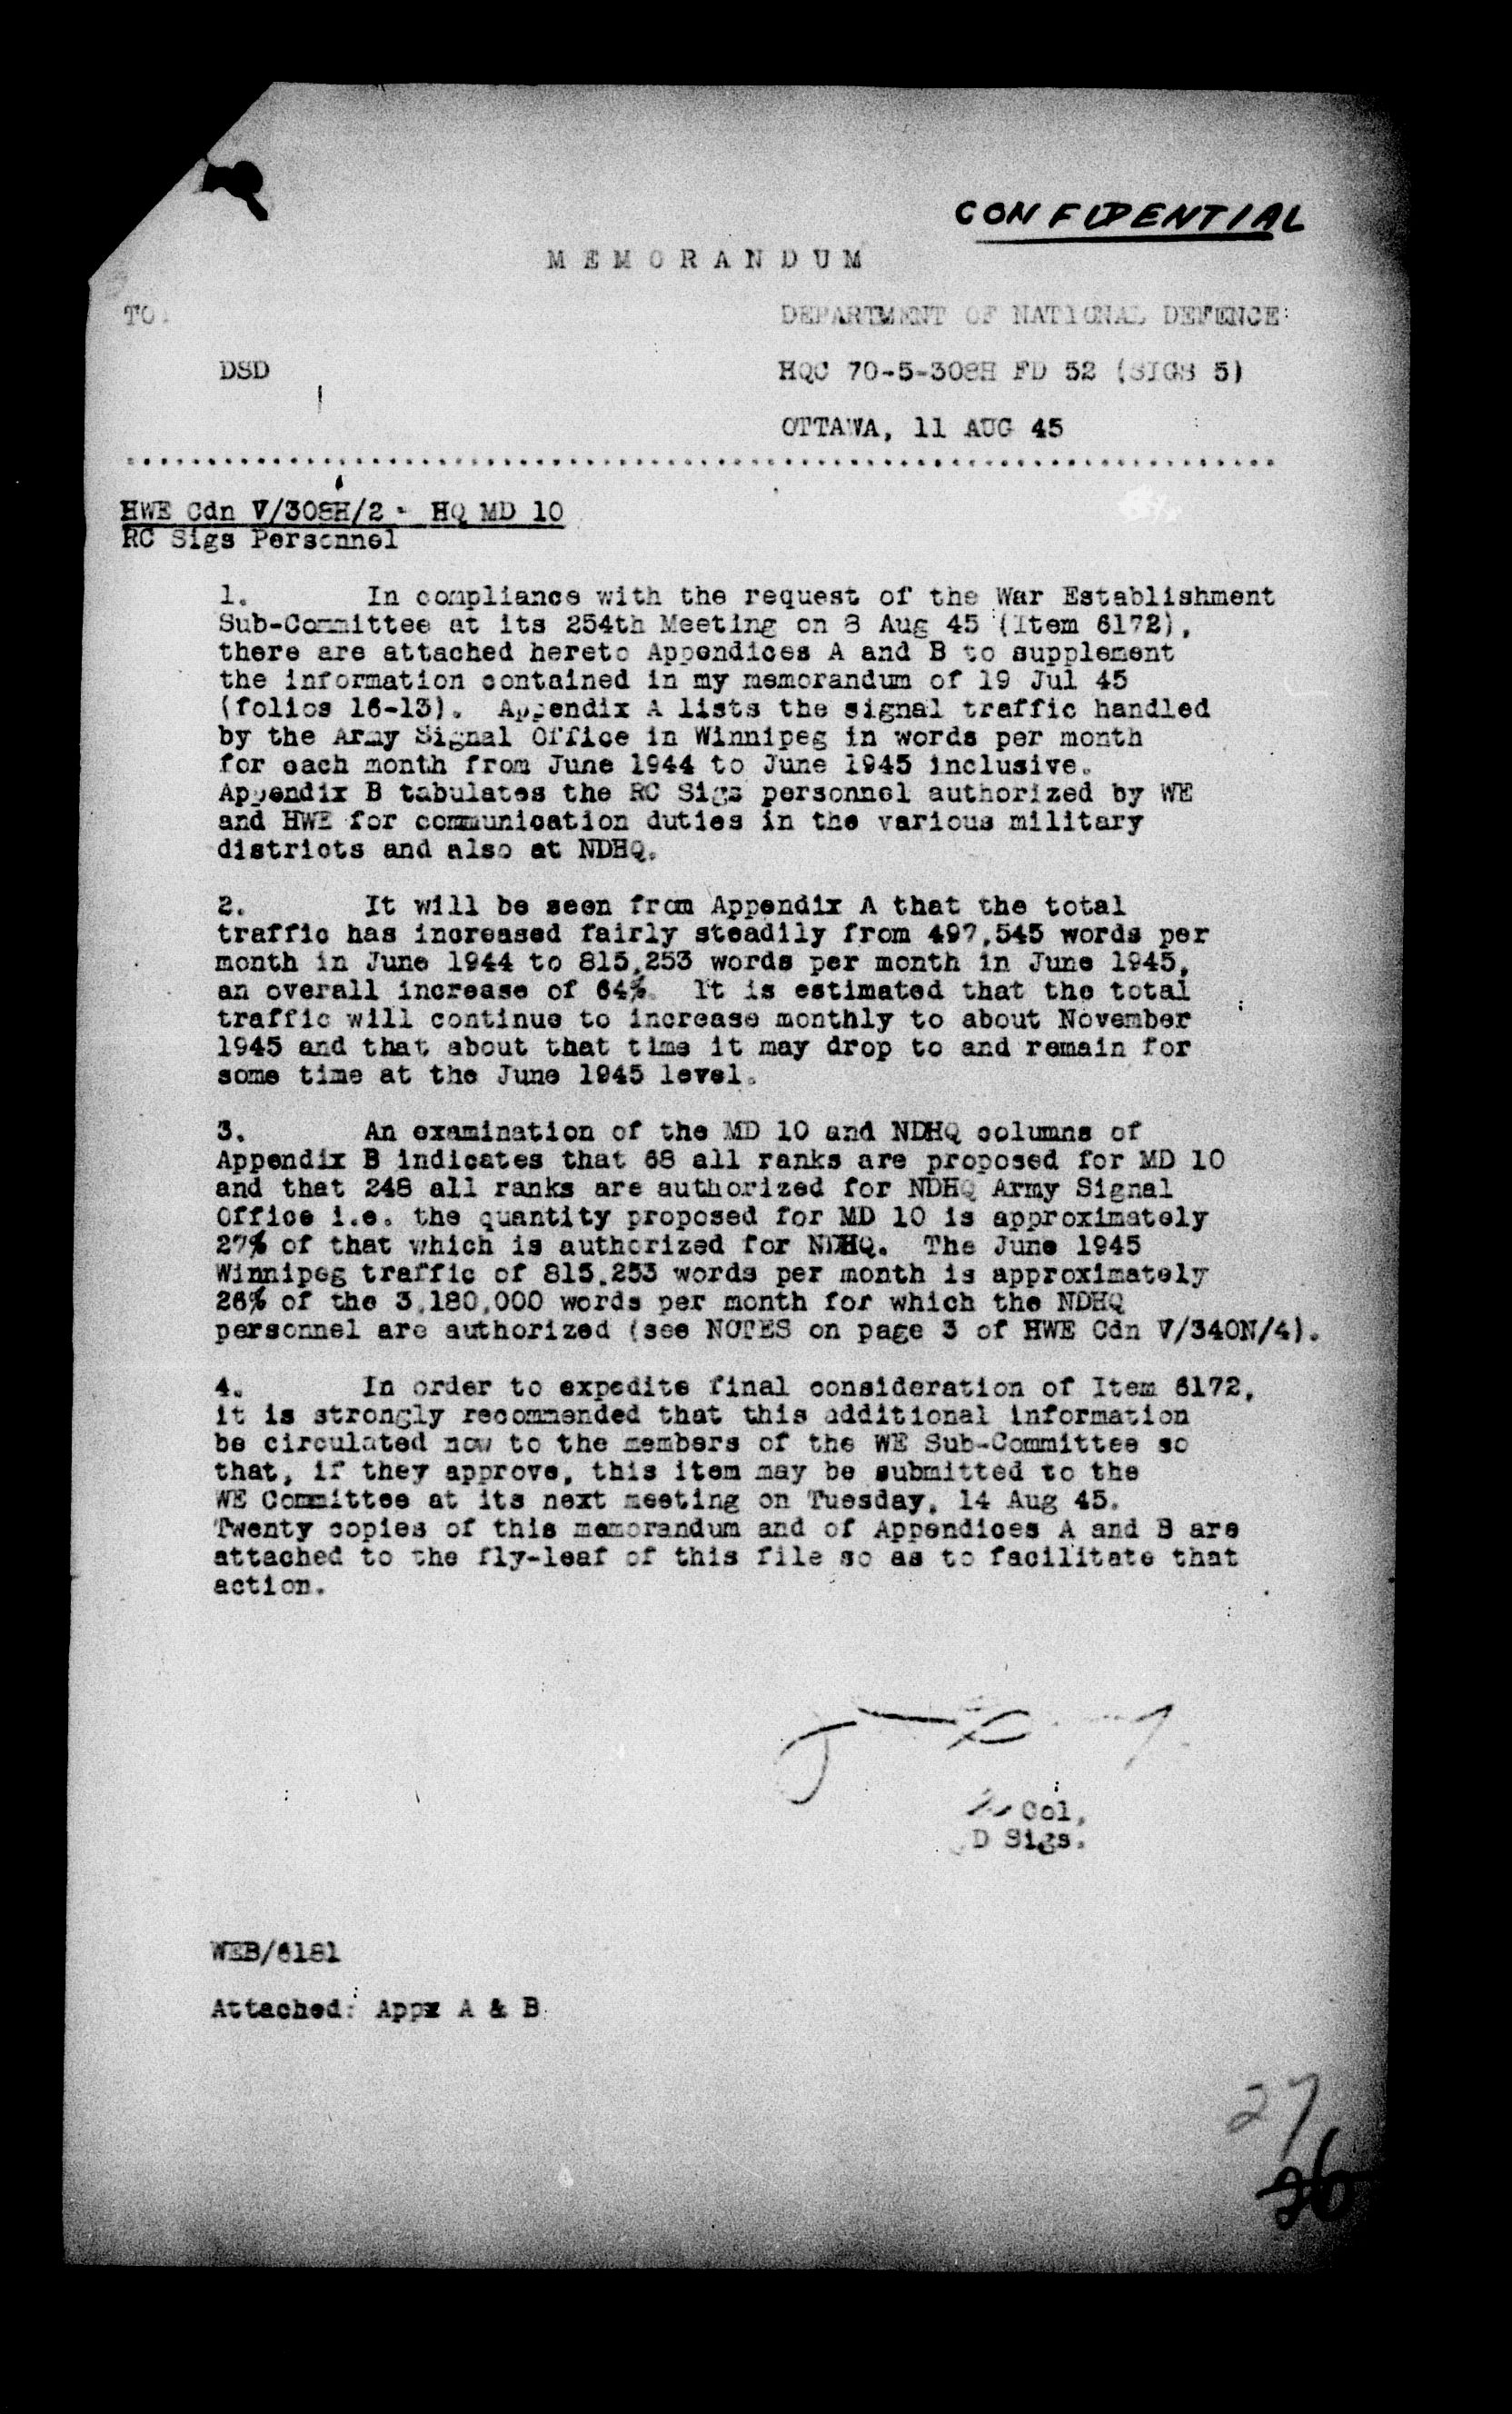 CONFIDENTIAL
MEMORANDUM
TO:
DEPARTMENT OF NATIONAL DEFENCE:
DSD
HQC 70-5-308H FD 52 (SIGS 5)
OTTAWA, 11 AUG 45
HWE Cdn V/308H/2 - HQ MD 10
RC Sigs Personnel
1. In compliance with the request of the War Establishment
Sub-Committee at its 254th Meeting on 8 Aug 45 (Item 6172),
there are attached hereto Appendices A and B to supplement
the information contained in my memorandum of 19 Jul 45
(folios 16-13). Appendix A lists the signal traffic handled
by the Army Signal Office in Winnipeg in words per month
for each month from June 1944 to June 1945 inclusive.
Appendix B tabulates the RC Sigs personnel authorized by WE
and HWE for communication duties in the various military
districts and also at NDHQ.
2. It will be seen from Appendix A that the total
traffic has increased fairly steadily from 497,545 words per
month in June 1944 to 815,253 words per month in June 1945,
an overall increase of 64%. It is estimated that the total
traffic will continue to increase monthly to about November
1945 and that about that time it may drop to and remain for
some time at the June 1945 level.
3. An examination of the MD 10 and NDHQ columns of
Appendix B indicates that 68 all ranks are proposed for MD 10
and that 248 all ranks are authorized for NDHQ Army Signal
Office i.e. the quantity proposed for MD 10 is approximately
27% of that which is authorized for NDHQ. The June 1945
Winnipeg traffic of 815,253 words per month is approximately
26% of the 3,180,000 words per month for which the NDHQ
personnel are authorized (see NOTES on page 3 of HWE Cdn V/340N/4).
4. In order to expedite final consideration of Item 6172,
it is strongly recommended that this additional information
be circulated now to the members of the WE Sub-Committee so
that, if they approve, this item may be submitted to the
WE Committee at its next meeting on Tuesday, 14 Aug 45.
Twenty copies of this memorandum and of Appendices A and B are
attached to the fly-leaf of this file so as to facilitate that
action.
Col,
D Sigs.
WEB/6181
Attached: Appx A & B
27
26